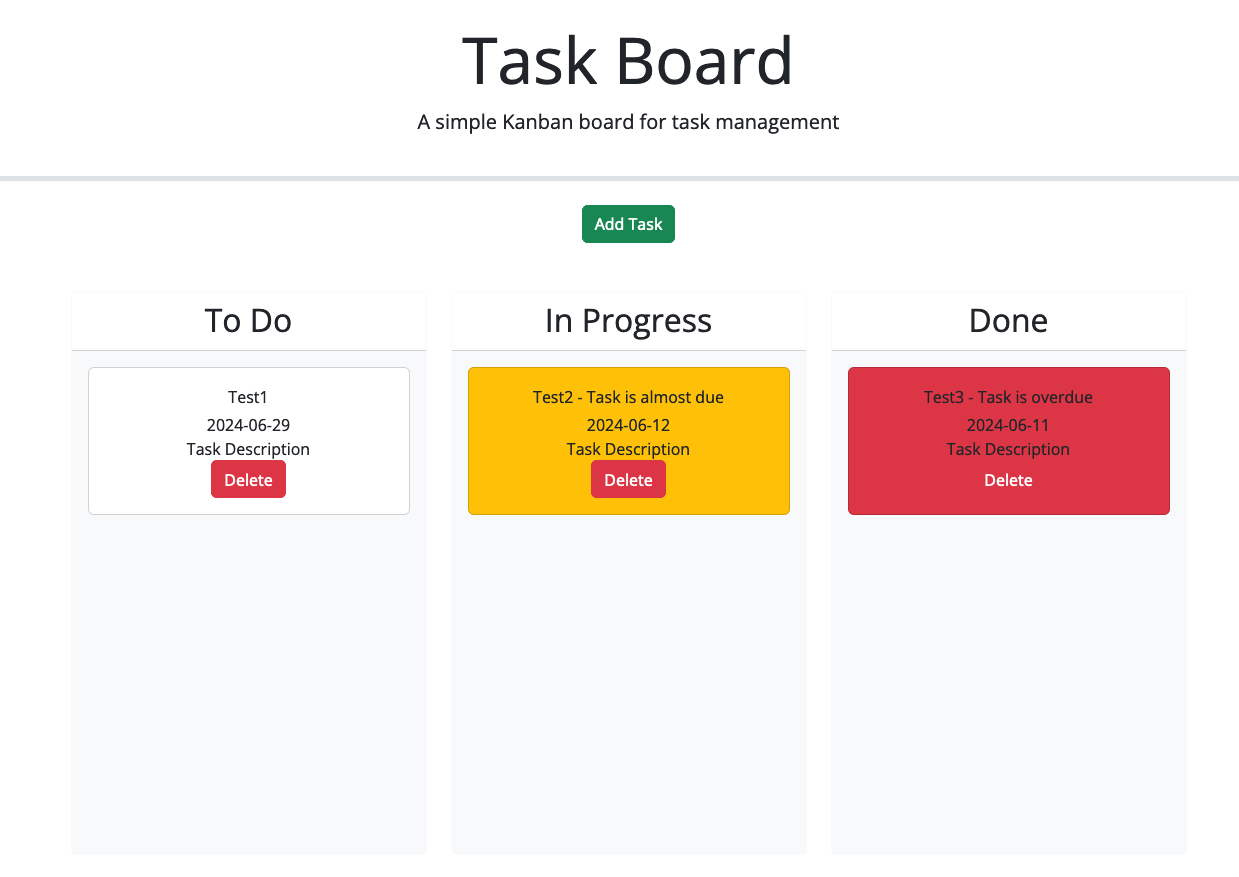 Task Board
A simple Kanban board for task management
Add Task
To Do
Test1
2024-06-29
Task Description
Delete
In Progress
Test2 - Task is almost due
2024-06-12
Task Description
Delete
Done
Test3 - Task is overdue
2024-06-11
Task Description
Delete